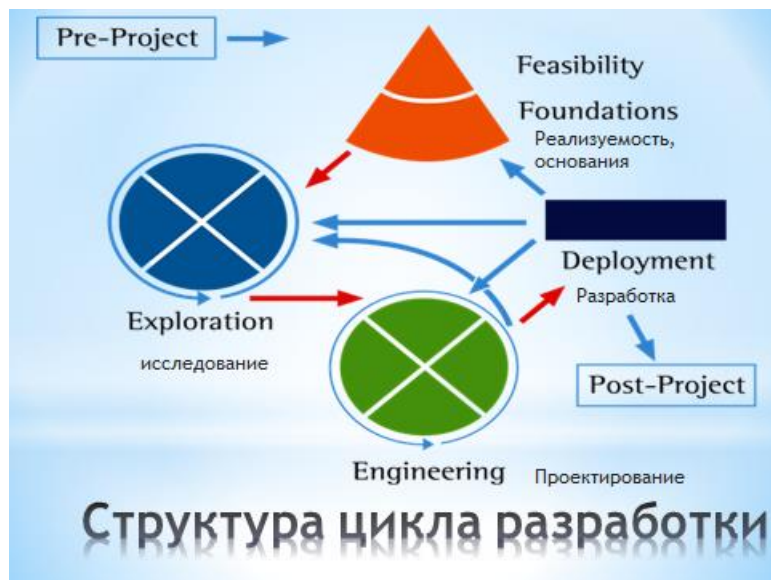 Pre-Project
Feasibility
Foundations
Реализуемость,
основания
Deployment
Разработка
Exploration
исследование
Post-Project
Engineering
Проектирование
Структура цикла разработки